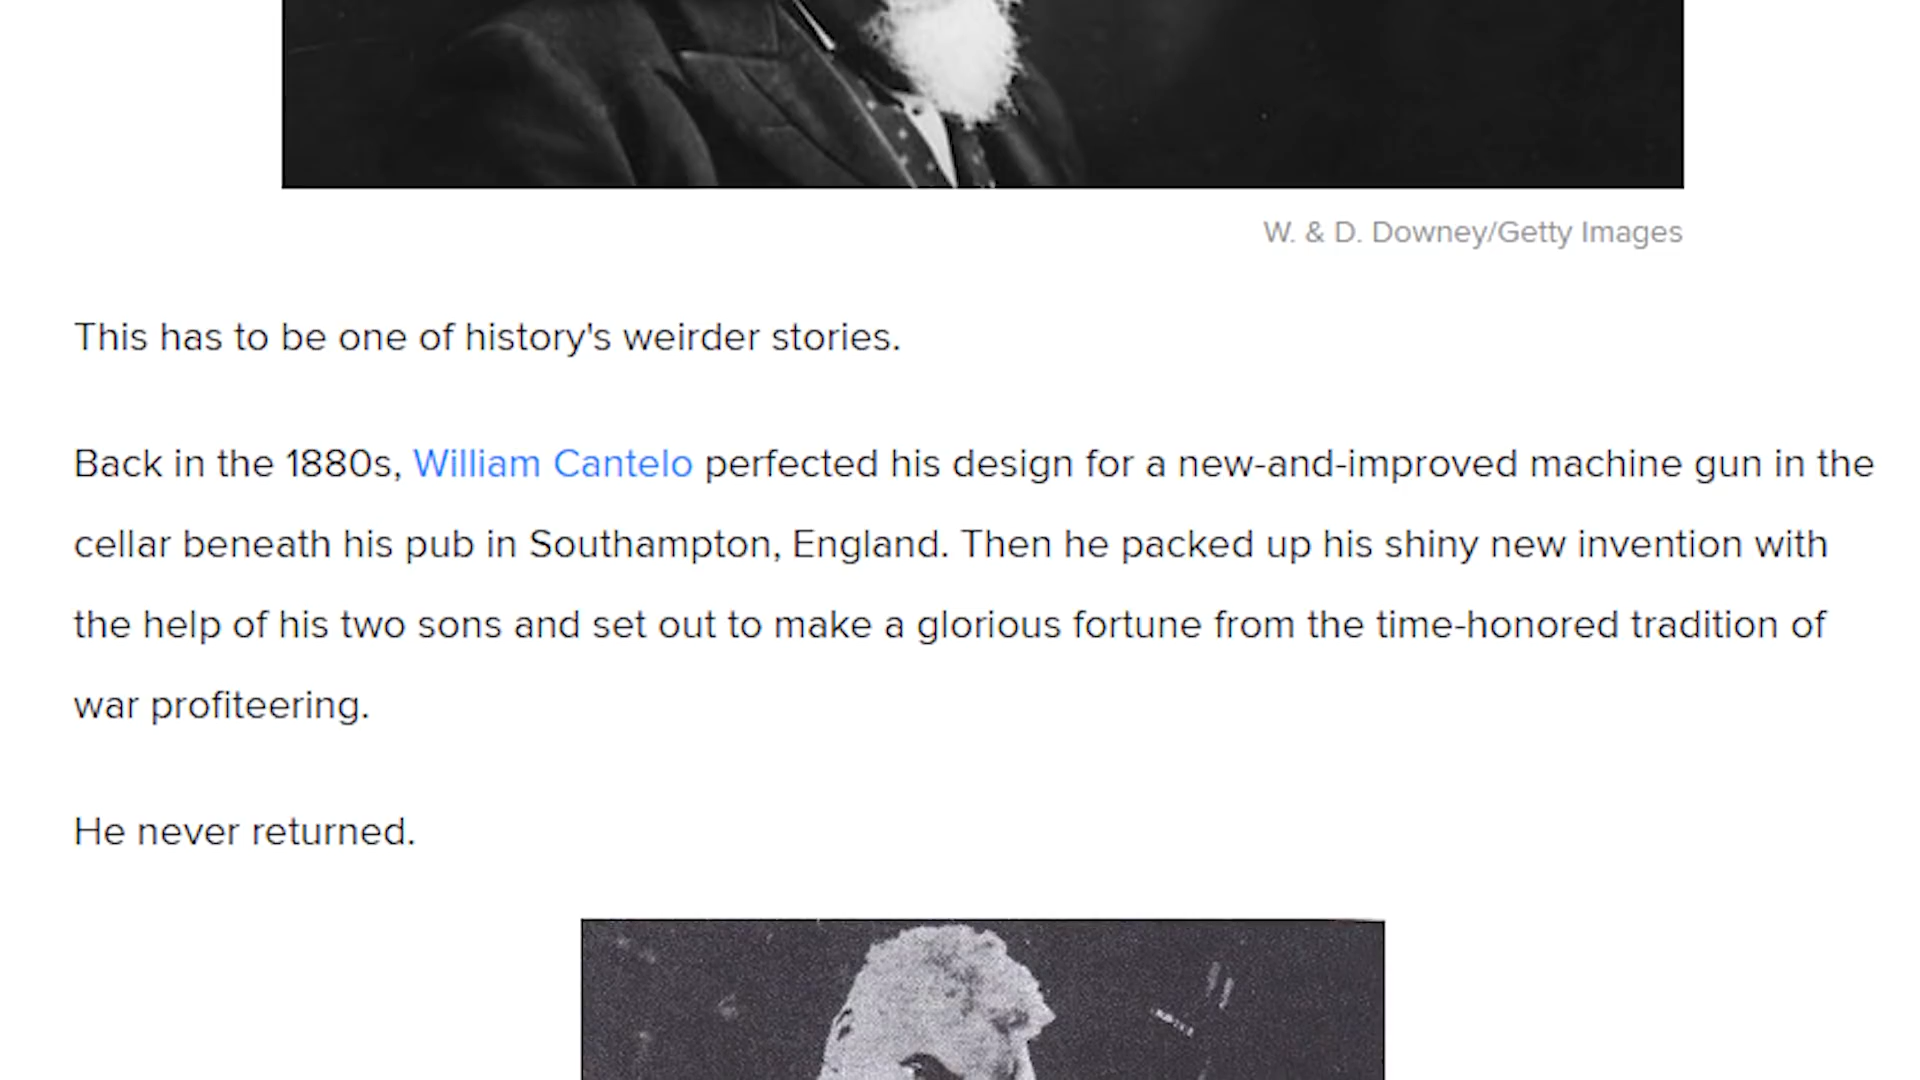 W. & D. Downey/Getty Images
This has to be one of history's weirder stories.
Back in the 1880s, William Cantelo perfected his design for a new-and-improved machine gun in the
cellar beneath his pub in Southampton, England. Then he packed up his shiny new invention with
the help of his two sons and set out to make a glorious fortune from the time-honored tradition of
war profiteering.
He never returned.